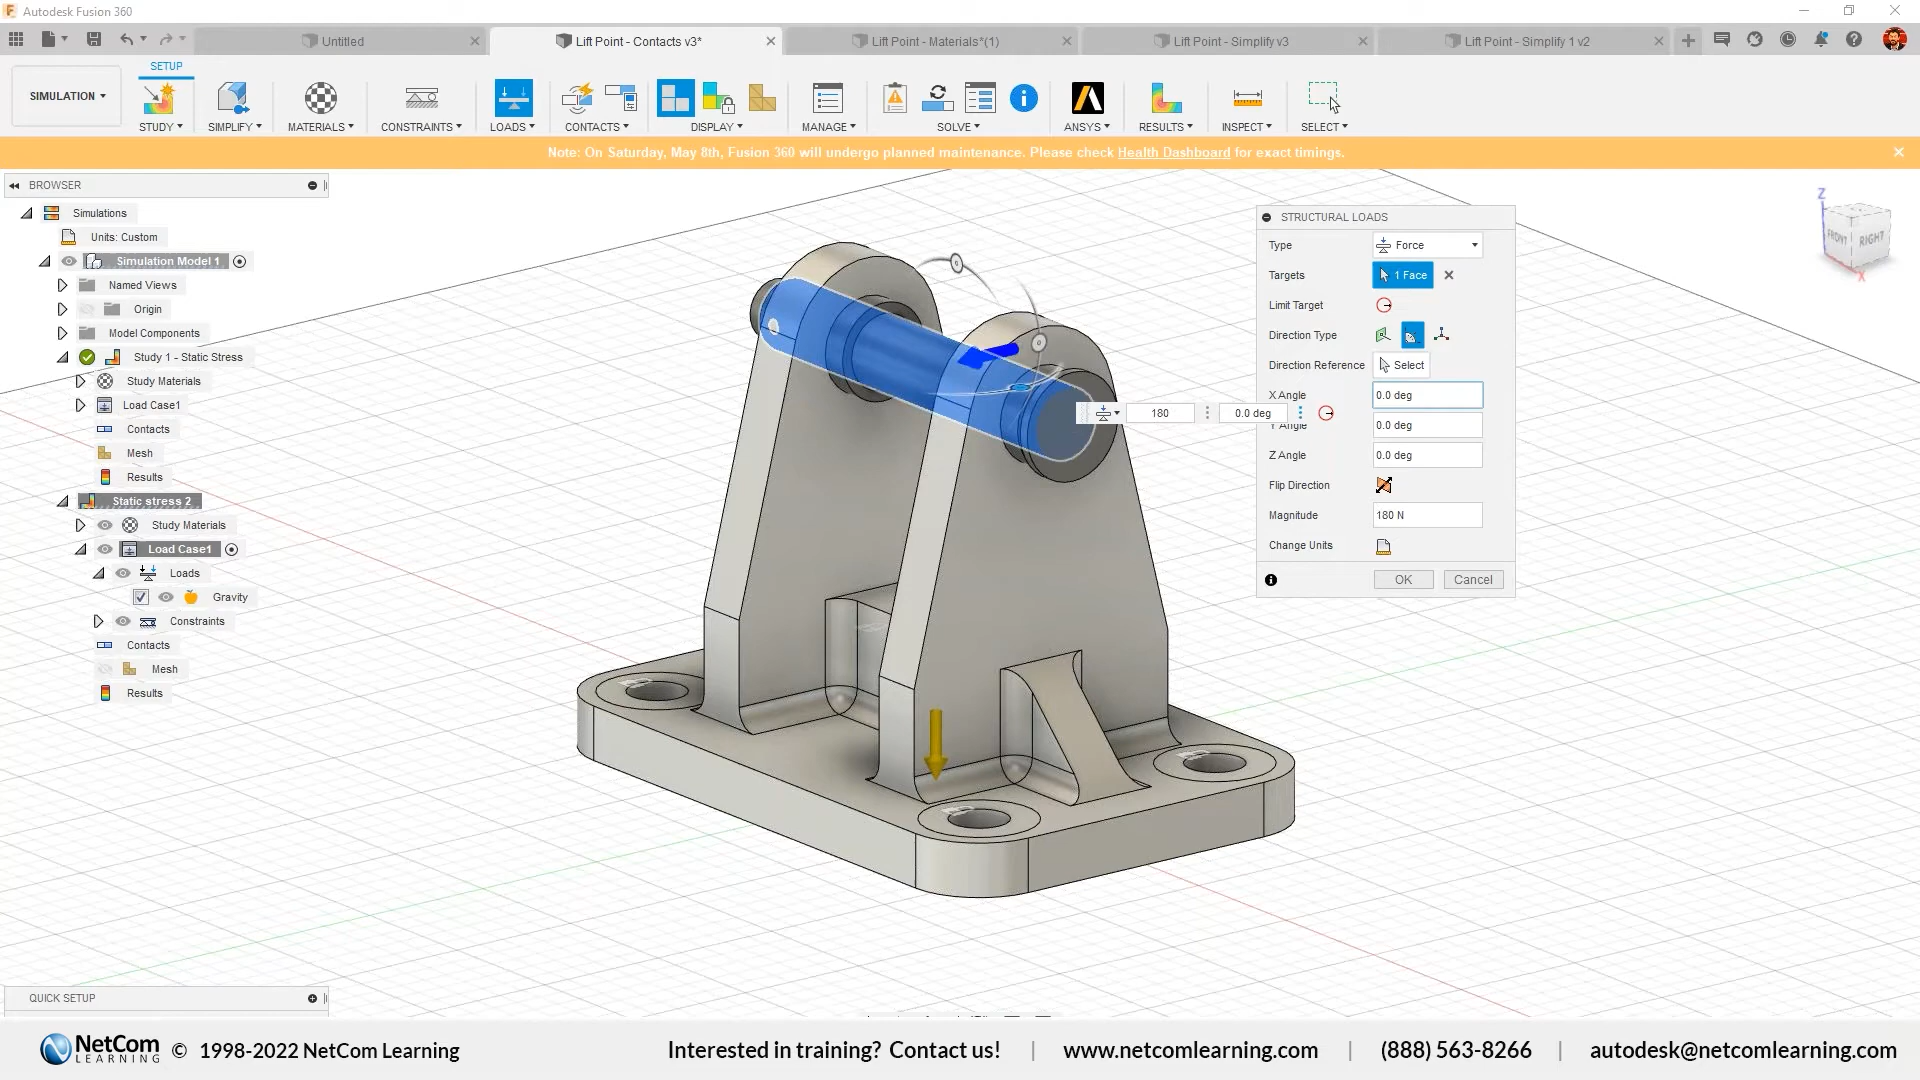 Autodesk Fusion 360
Untitled
Lift Point - Contacts v3*
Lift Point - Materials*(1)
Lift Point - Simplify v3
Lift Point - Simplify 1 v2
SETUP
SIMULATION
STUDY
SIMPLIFY
MATERIALS
CONSTRAINTS
LOADS
CONTACTS
DISPLAY
MANAGE
SOLVE
ANSYS
RESULTS
INSPECT
SELECT
Note: On Saturday, May 8th, Fusion 360 will undergo planned maintenance. Please check Health Dashboard for exact timings.
BROWSER
Simulations
Units: Custom
Simulation Model 1
Named Views
Origin
Model Components
Study 1 - Static Stress
Study Materials
Load Case1
Contacts
Mesh
Results
Static stress 2
Study Materials
Load Case1
Loads
Gravity
Constraints
Contacts
Mesh
Results
QUICK SETUP
Z
FRONT
RIGHT
X
180
0.0 deg
STRUCTURAL LOADS
Type
Force
Targets
1 Face
Limit Target
Direction Type
Direction Reference
Select
X Angle
0.0 deg
Y Angle
0.0 deg
Z Angle
0.0 deg
Flip Direction
Magnitude
180 N
Change Units
OK
Cancel
NetCom
LEARNING
© 1998-2022 NetCom Learning
Interested in training? Contact us! | www.netcomlearning.com | (888) 563-8266 | autodesk@netcomlearning.com